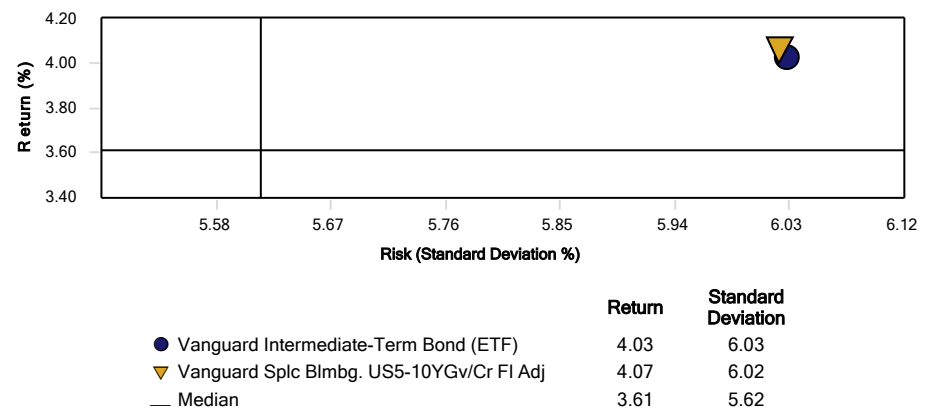 4.20
4.00
3.80
3.60
3.40
Return (%)
5.58 5.67 5.76 5.85 5.94 6.03 6.12
Risk (Standard Deviation %)
Return Standard Deviation
Vanguard Intermediate-Term Bond (ETF) 4.03 6.03
Vanguard Splc Blmbg. US5-10YGv/Cr Fl Adj 4.07 6.02
Median 3.61 5.62